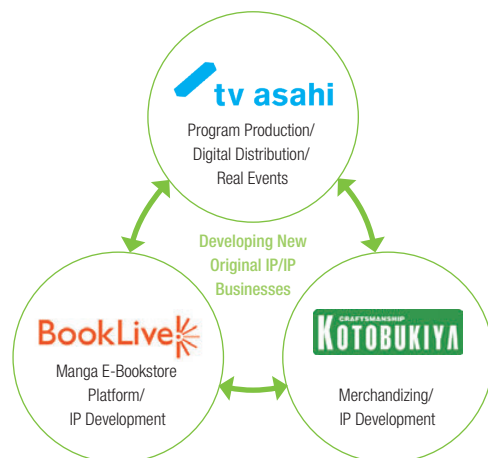 tv asahi
Program Production/
Digital Distribution/
Real Events
Developing New
Original IP/IP
Businesses
BookLive
Manga E-Bookstore
Platform/
IP Development
CRAFTSMANSHIP
KOTOBUKIYA
Merchandizing/
IP Development